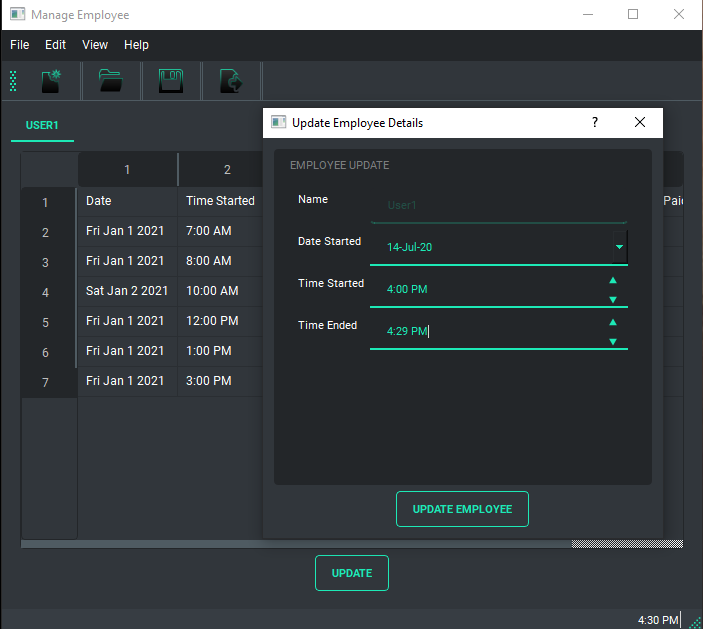 Manage Employee
File Edit View Help
USER1
Update Employee Details ?
EMPLOYEE UPDATE
Name User1
Date Started 14-Jul-20
Time Started 4:00 PM
Time Ended 4:29 PM
UPDATE EMPLOYEE
1 2
1 Date Time Started
2 Fri Jan 1 2021 7:00 AM
3 Fri Jan 1 2021 8:00 AM
4 Sat Jan 2 2021 10:00 AM
5 Fri Jan 1 2021 12:00 PM
6 Fri Jan 1 2021 1:00 PM
7 Fri Jan 1 2021 3:00 PM
UPDATE
4:30 PM